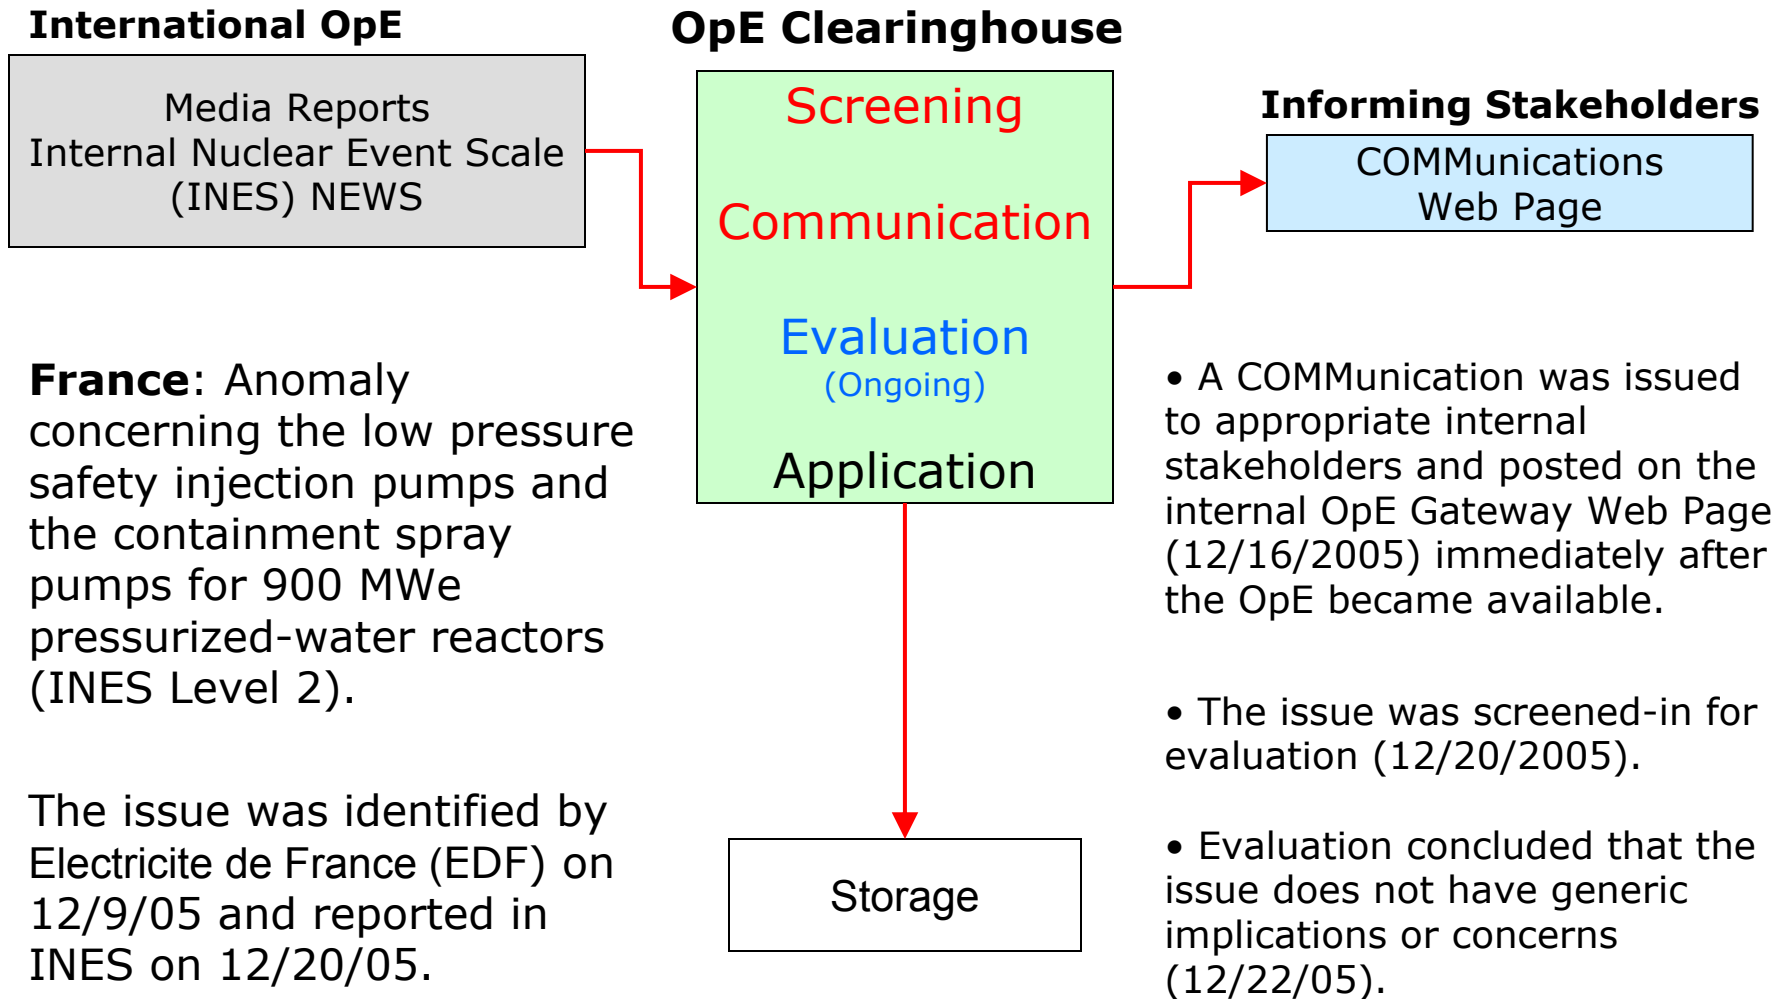 International OpE
Media Reports
Internal Nuclear Event Scale
(INES) NEWS
OpE Clearinghouse
Screening
Communication
Evaluation
(Ongoing)
Application
Informing Stakeholders
COMMunications
Web Page
France: Anomaly
concerning the low pressure
safety injection pumps and
the containment spray
pumps for 900 MWe
pressurized-water reactors
(INES Level 2).
The issue was identified by
Electricite de France (EDF) on
12/9/05 and reported in
INES on 12/20/05.
Storage
• A COMMunication was issued
to appropriate internal
stakeholders and posted on the
internal OpE Gateway Web Page
(12/16/2005) immediately after
the OpE became available.
• The issue was screened-in for
evaluation (12/20/2005).
• Evaluation concluded that the
issue does not have generic
implications or concerns
(12/22/05).